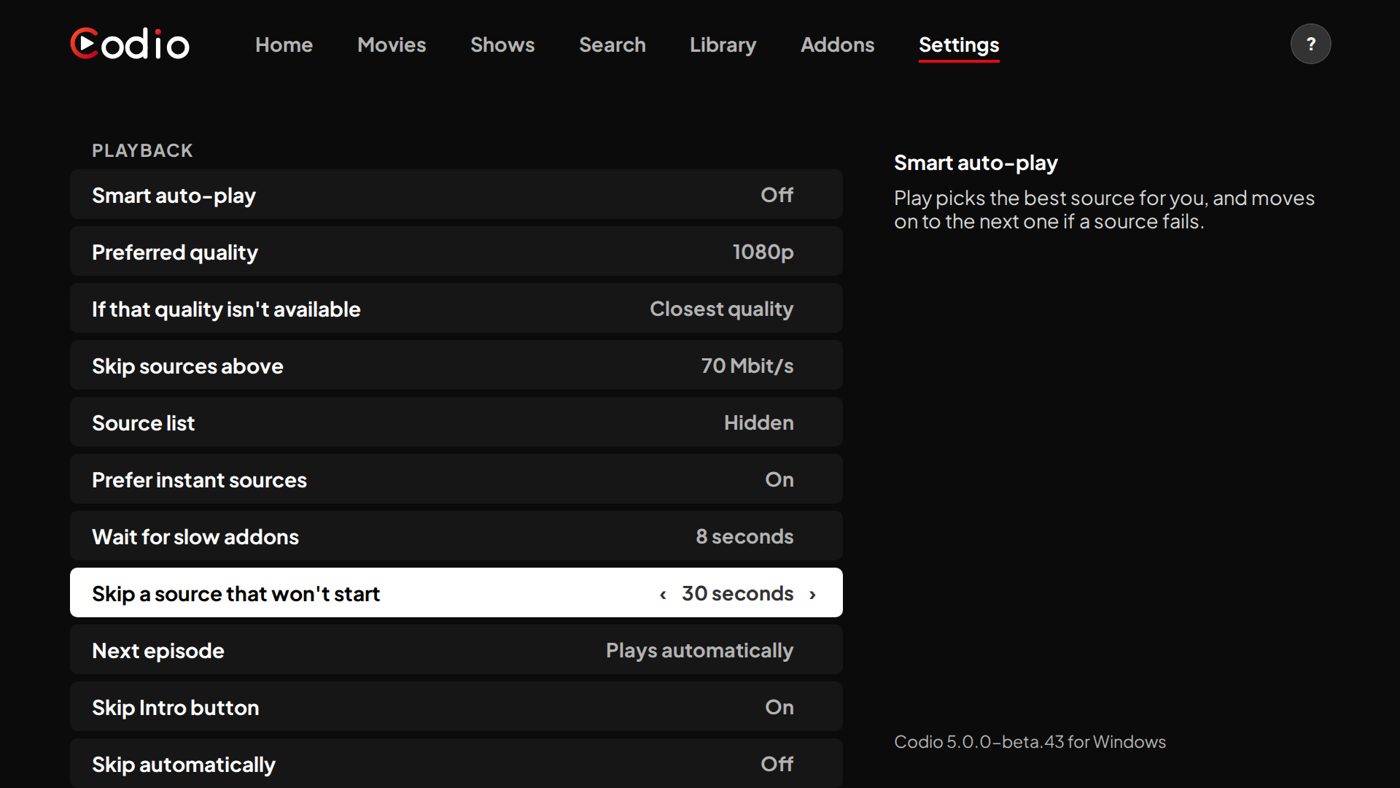 Codio
Home
Movies
Shows
Search
Library
Addons
Settings
?
PLAYBACK
Smart auto-play
Off
Preferred quality
1080p
If that quality isn't available
Closest quality
Skip sources above
70 Mbit/s
Source list
Hidden
Prefer instant sources
On
Wait for slow addons
8 seconds
Skip a source that won't start
‹ 30 seconds ›
Next episode
Plays automatically
Skip Intro button
On
Skip automatically
Off
Smart auto-play
Play picks the best source for you, and moves
on to the next one if a source fails.
Codio 5.0.0-beta.43 for Windows